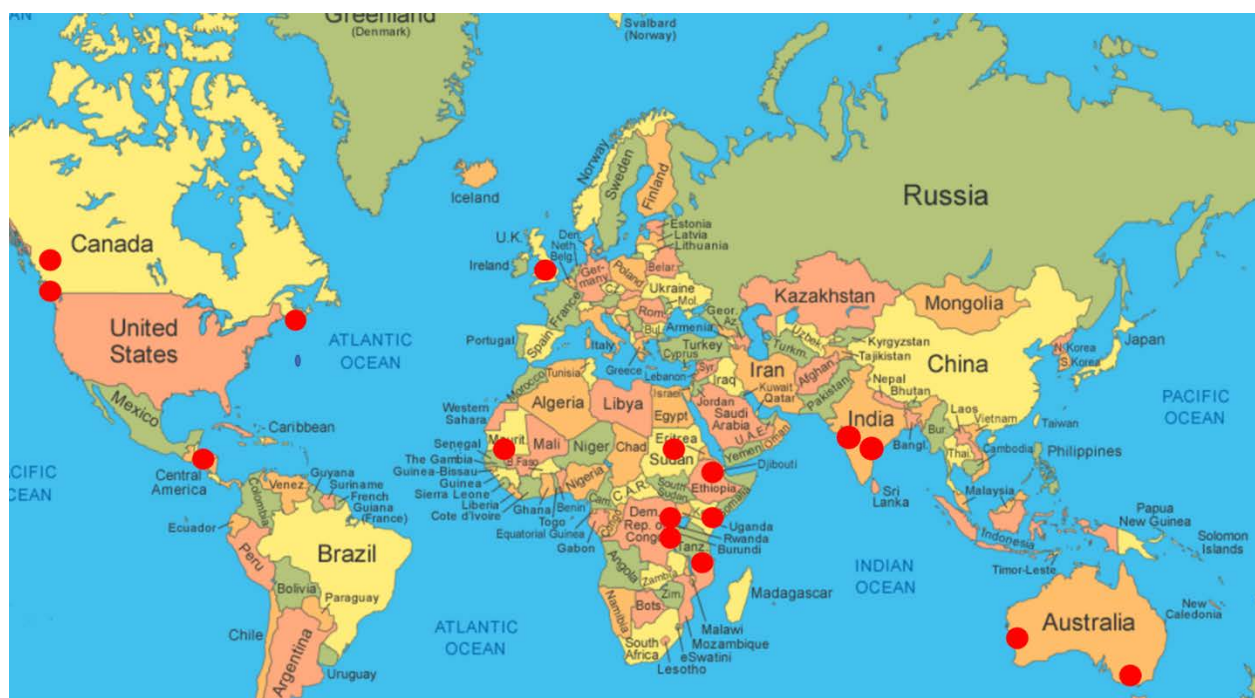 AN
Greenland
(Denmark)
Svalbard
(Norway)
Canada
United
States
Mexico
ATLANTIC
OCEAN
CIFIC
CEAN
Central
America
Caribbean
Guyana
Suriname
French
Guiana
(France)
Venez.
Colombia
Ecuador
Peru
Brazil
Bolivia
Paraguay
Chile
Argentina
Uruguay
Iceland
Norway
Sweden
Finland
Russia
U.K.
Ireland
Den.
Neth.
Belg.
Ger-
many
Poland
Estonia
Latvia
Lithuania
Belar.
Ukraine
Mol.
Cz.
Rom.
Bul.
France
Spain
Portugal
Italy
Greece
Turkey
Cyprus
Lebanon
Syr.
Israel
Geor.
Armenia
Az.
Kazakhstan
Uzbek.
Turkm.
Kyrgyzstan
Tajikistan
Afghan.
Pakistan
Iran
Iraq
Kuwait
Qatar
Jordan
Saudi
Arabia
U.A.E.
Oman
Yemen
Mongolia
China
N. Korea
S. Korea
Japan
Taiwan
PACIFIC
OCEAN
Nepal
Bhutan
India
Bangl.
Bur.
Laos
Thai.
Vietnam
Cambodia
Philippines
Sri
Lanka
Malaysia
Indonesia
Timor-Leste
Papua
New Guinea
Solomon
Islands
New
Caledonia
Australia
INDIAN
OCEAN
Morocco
Tunisia
Western
Sahara
Algeria
Libya
Egypt
Maurit.
Mali
Niger
Chad
Eritrea
Sudan
Djibouti
Senegal
The Gambia
Guinea-Bissau
Guinea
Sierra Leone
Liberia
Cote d'Ivoire
B.Faso
Ghana
Togo
Benin
Nigeria
Cam.
Equatorial Guinea
Gabon
Congo
C.A.R.
South
Sudan
Ethiopia
Somalia
Dem.
Rep. of
Congo
Uganda
Rwanda
Burundi
Tanz.
Angola
Zambia
Malawi
Mozambique
Zim.
Bots.
Namibia
South
Africa
eSwatini
Lesotho
Madagascar
ATLANTIC
OCEAN